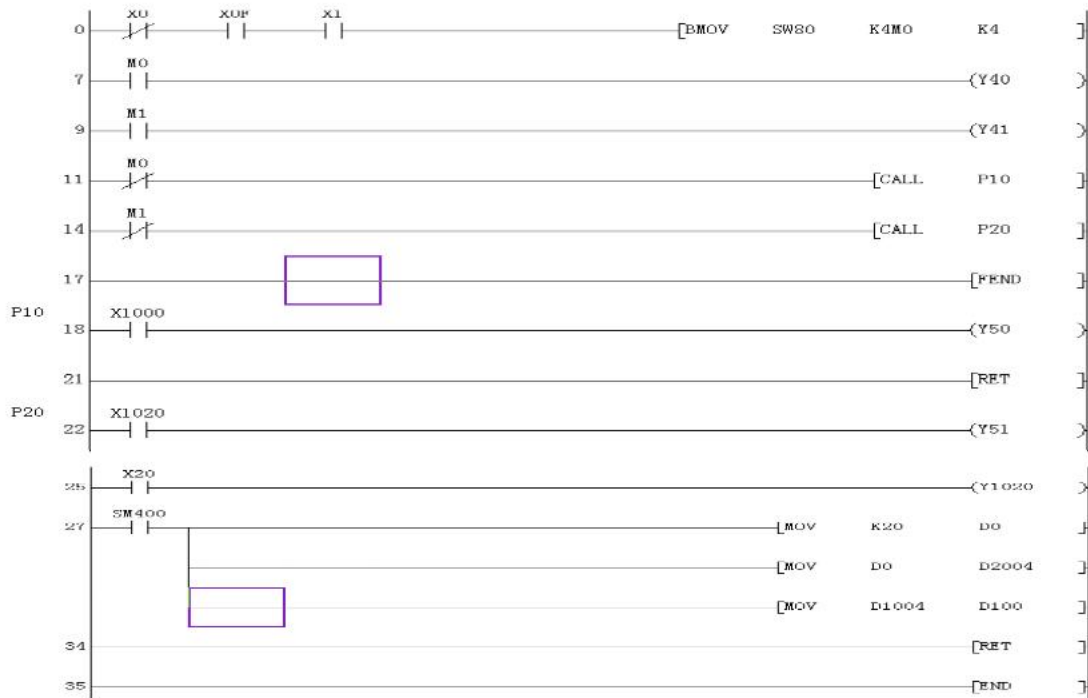 X0 X0F X1
0 [BMOV SW80 K4M0 K4 ]
M0
7 (Y40 )
M1
9 (Y41 )
M0
11 [CALL P10 ]
M1
14 [CALL P20 ]
17 [FEND ]
P10 X1000
18 (Y50 )
21 [RET ]
P20 X1020
22 (Y51 )
X20
25 (Y1020 )
SM400
27 [MOV K20 D0 ]
[MOV D0 D2004 ]
[MOV D1004 D100 ]
34 [RET ]
35 [END ]